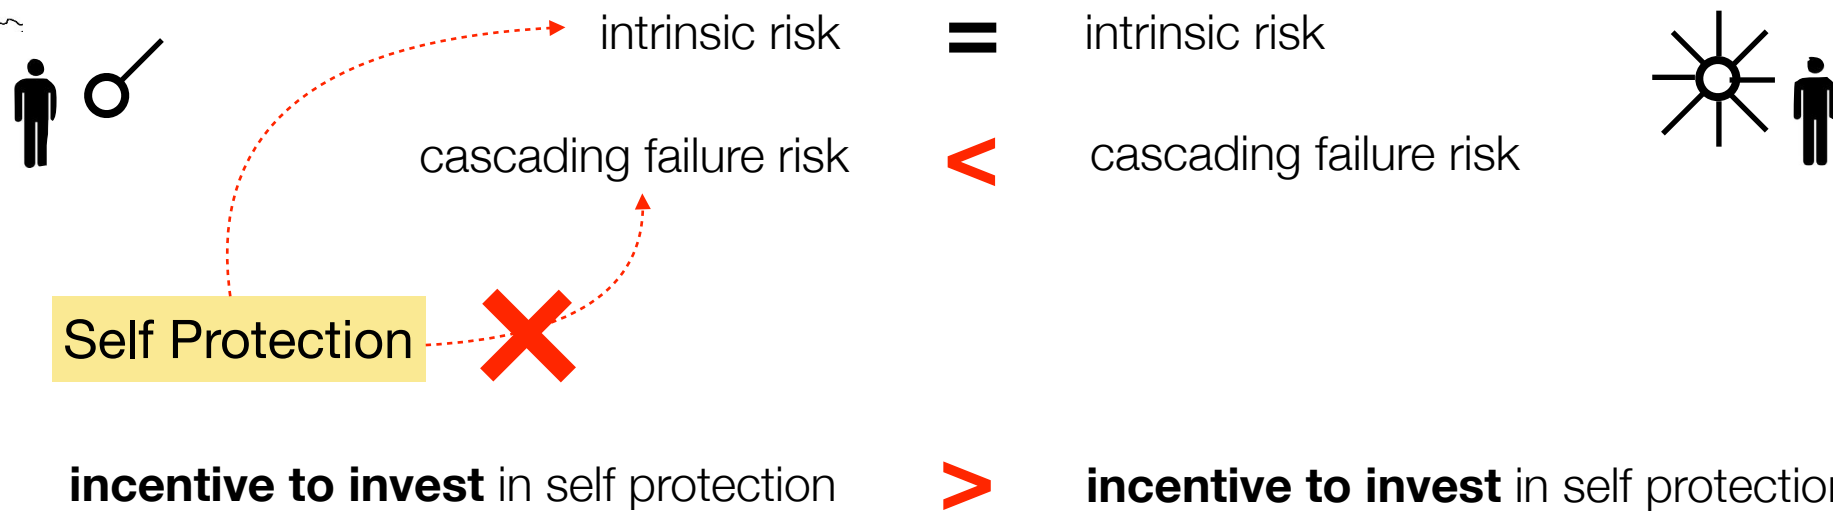 intrinsic risk = intrinsic risk
cascading failure risk < cascading failure risk
Self Protection
incentive to invest in self protection > incentive to invest in self protection